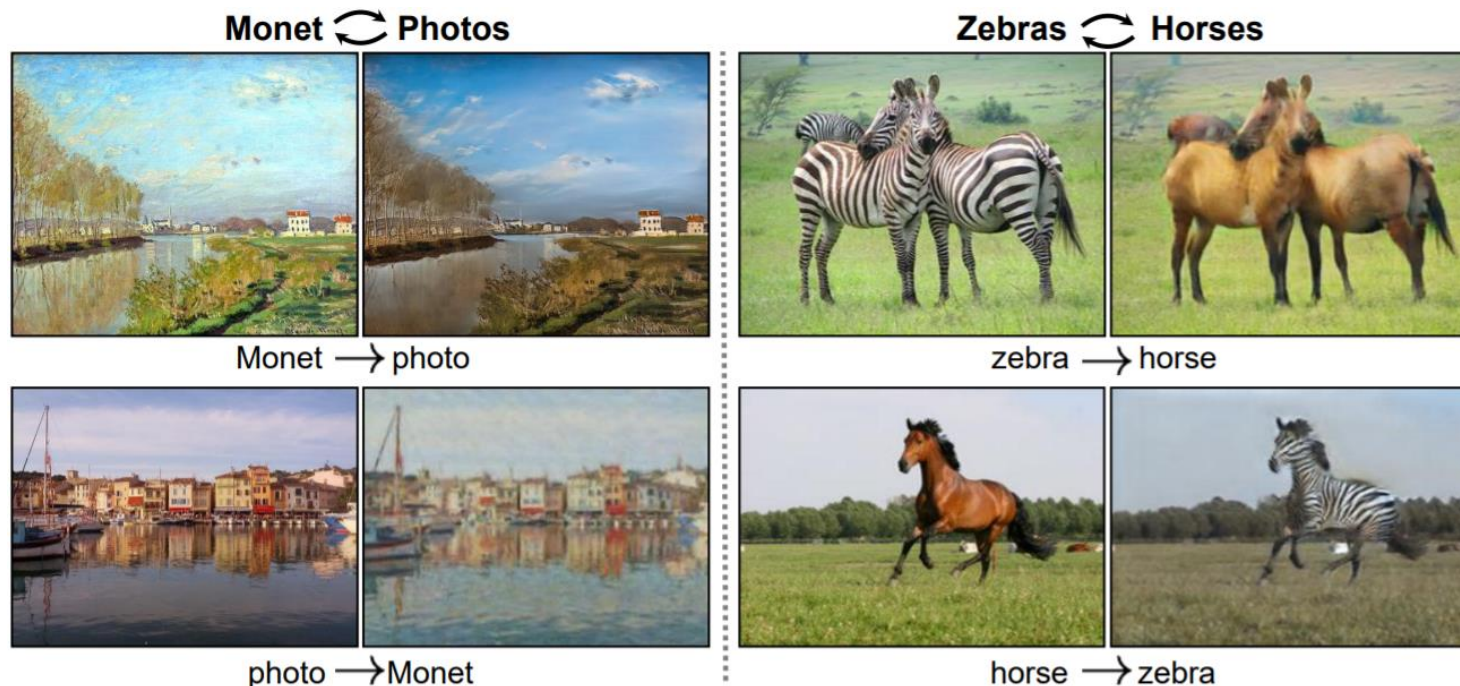 Monet Photos
Monet → photo
photo → Monet
Zebras Horses
zebra → horse
horse → zebra